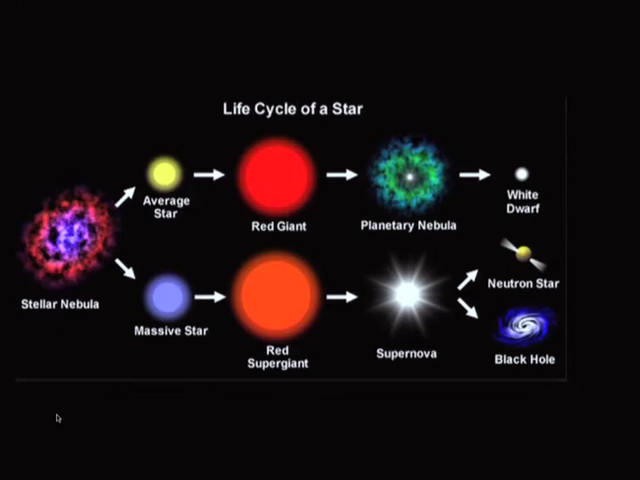 Life Cycle of a Star
Average
Star
Red Giant
Planetary Nebula
White
Dwarf
Stellar Nebula
Massive Star
Red
Supergiant
Supernova
Neutron Star
Black Hole